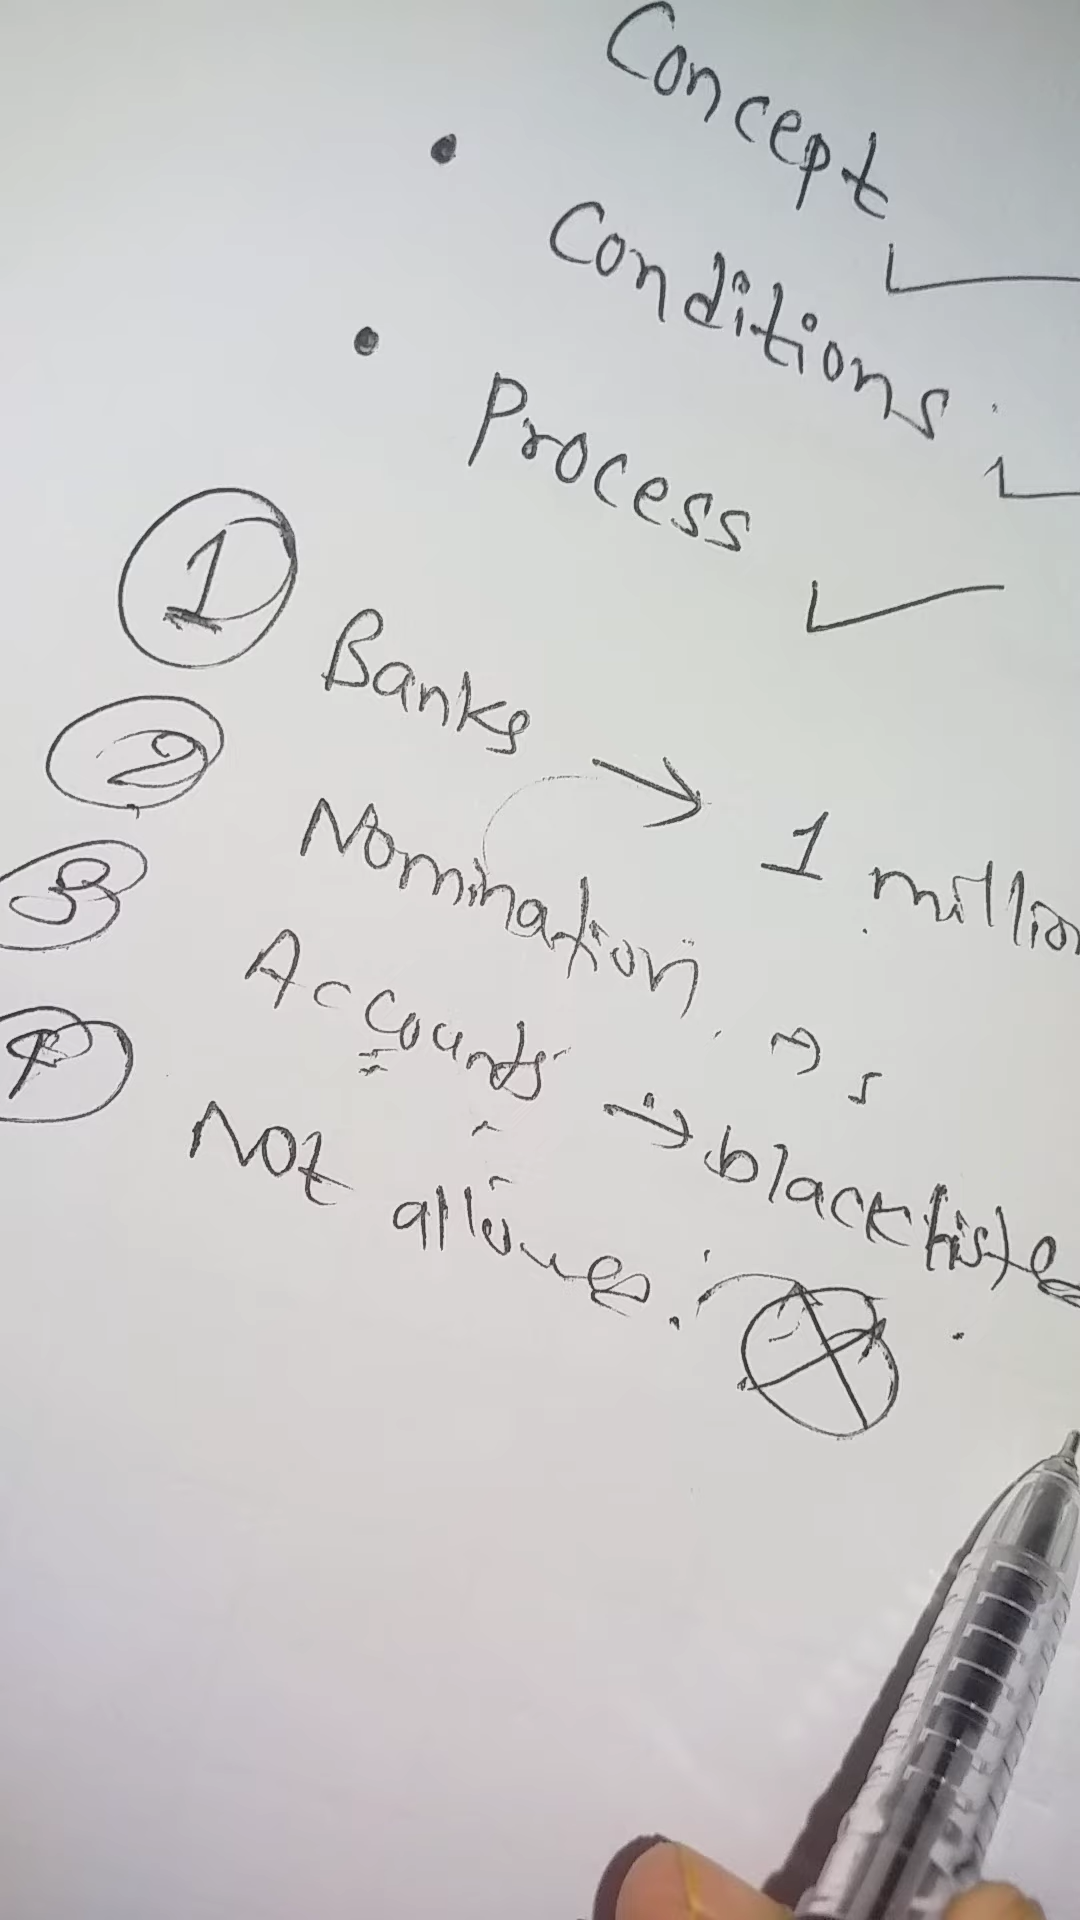 Concept
• Conditions
• Process
1 Banks → 1 million
2 Nomination
3 Accounts → blacklisted
4 Not allowed